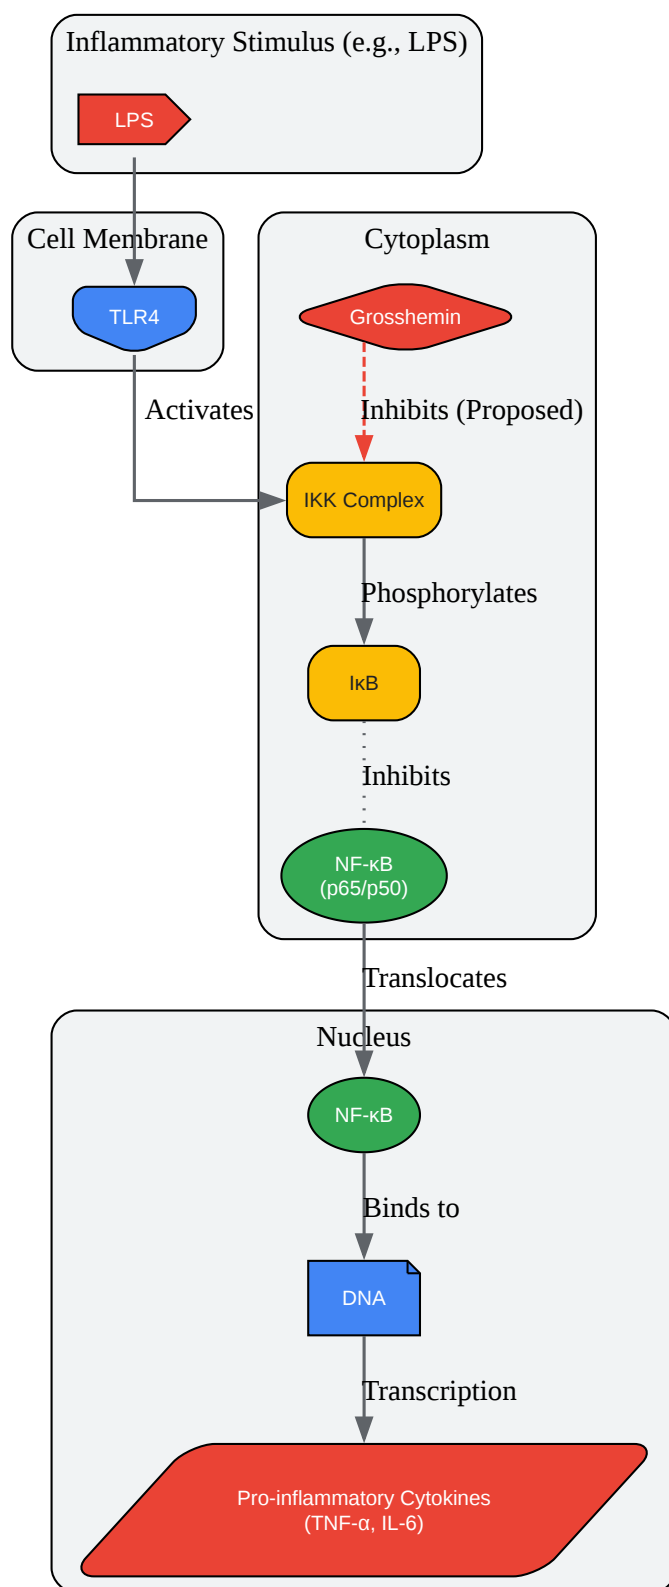 Inflammatory Stimulus (e.g., LPS)
LPS
Cell Membrane
Cytoplasm
TLR4
Grosshemin
Activates
Inhibits (Proposed)
IKK Complex
Phosphorylates
IκB
Inhibits
NF-κB
(p65/p50)
Translocates
Nucleus
NF-κB
Binds to
DNA
Transcription
Pro-inflammatory Cytokines
(TNF-α, IL-6)